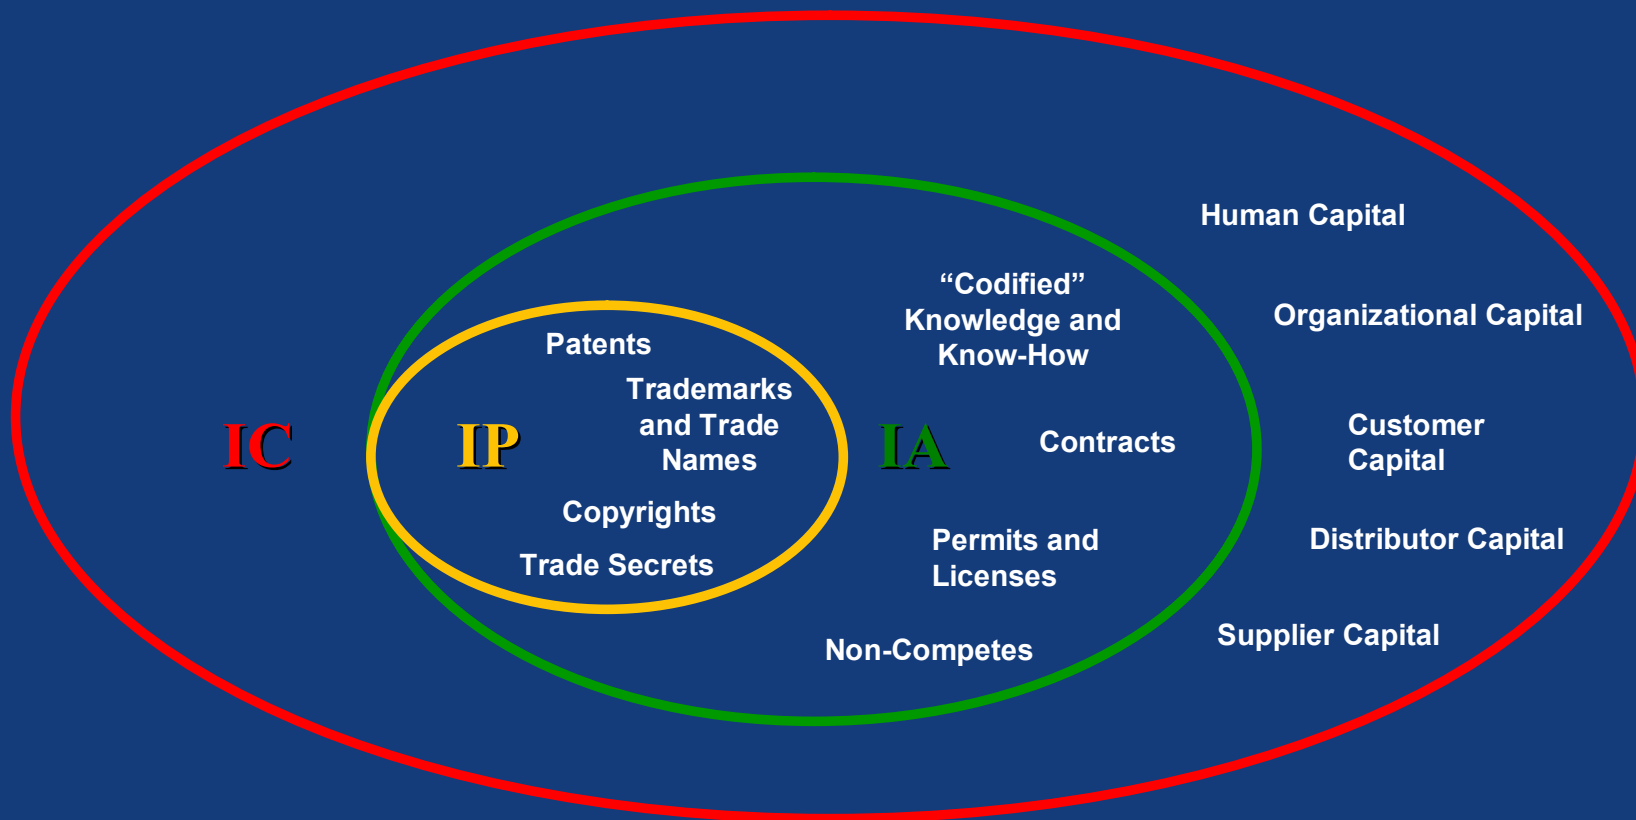 Human Capital
“Codified”
Knowledge and
Know-How
Organizational Capital
Patents
Trademarks
and Trade
Names
IC
IP
IA
Contracts
Customer
Capital
Copyrights
Permits and
Licenses
Distributor Capital
Trade Secrets
Non-Competes
Supplier Capital